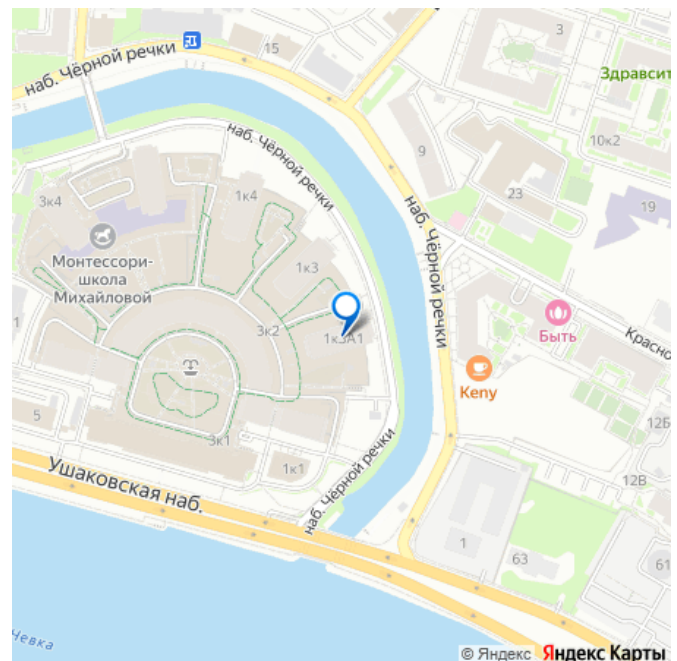 3
15
наб. Чёрной речки
Здравсит
наб. Чёрной речки
9
10к2
3к4
1к4
23
19
наб. Чёрной речки
Монтессори-
школа
Михайловой
1к3
3к2
1к3А1
Быть
Красно
Keny
5
3к1
12Б
1к1
наб. Чёрной речки
12В
Ушаковская наб.
1
63
61
Чевка
© Яндекс Яндекс Карты